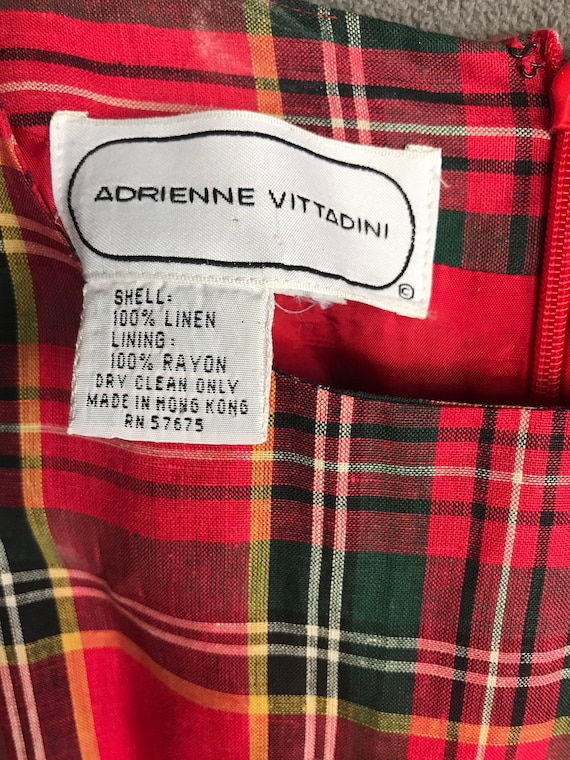 ADRIENNE VITTADINI
©
SHELL:
100% LINEN
LINING:
100% RAYON
DRY CLEAN ONLY
MADE IN HONG KONG
RN 57675